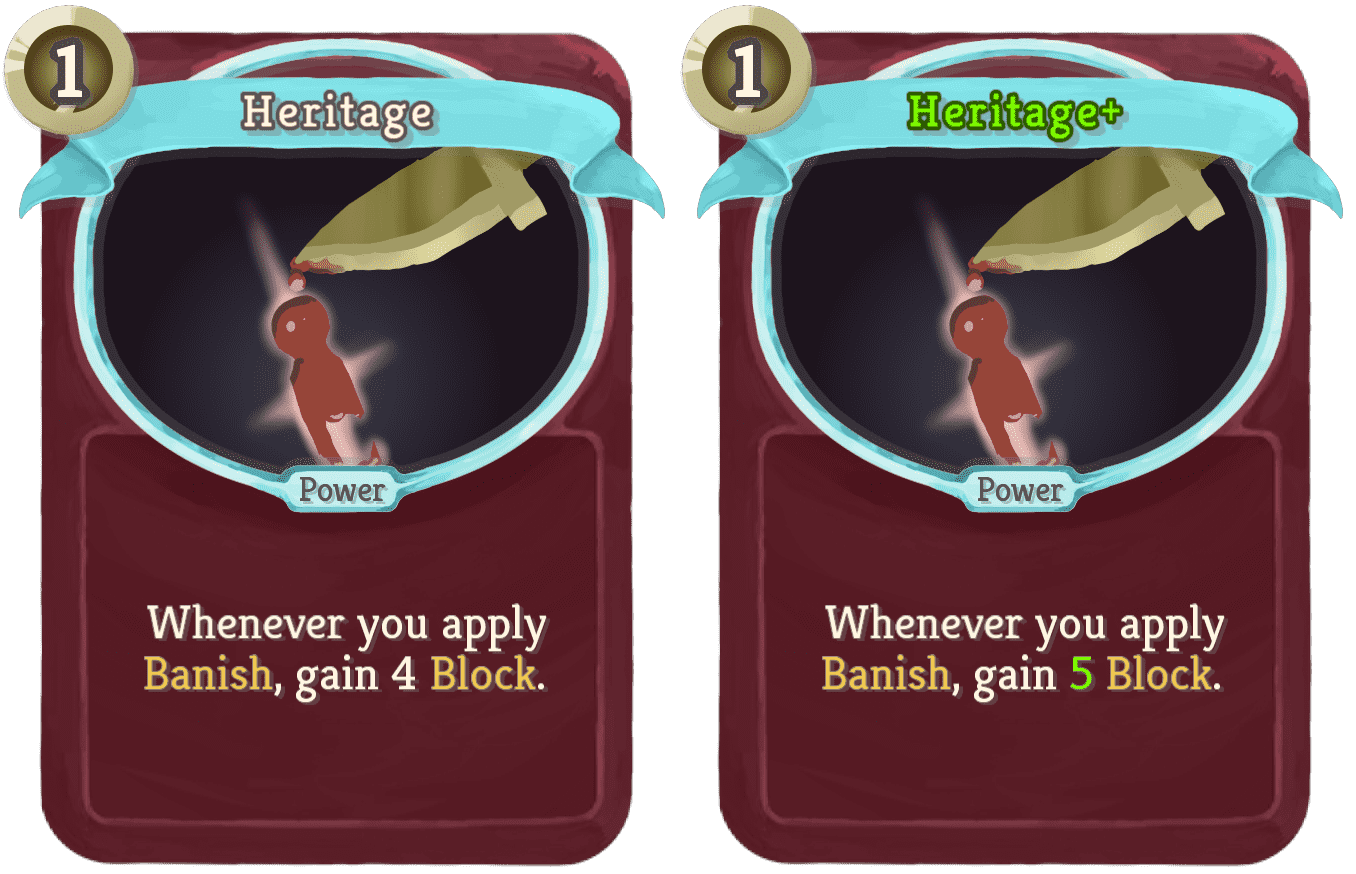 1
Heritage
Power
Whenever you apply
Banish, gain 4 Block.
1
Heritage+
Power
Whenever you apply
Banish, gain 5 Block.